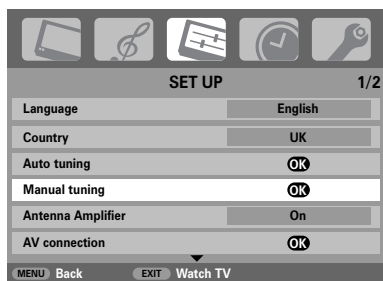 SET UP 1/2
Language English
Country UK
Auto tuning OK
Manual tuning OK
Antenna Amplifier On
AV connection OK
MENU Back EXIT Watch TV